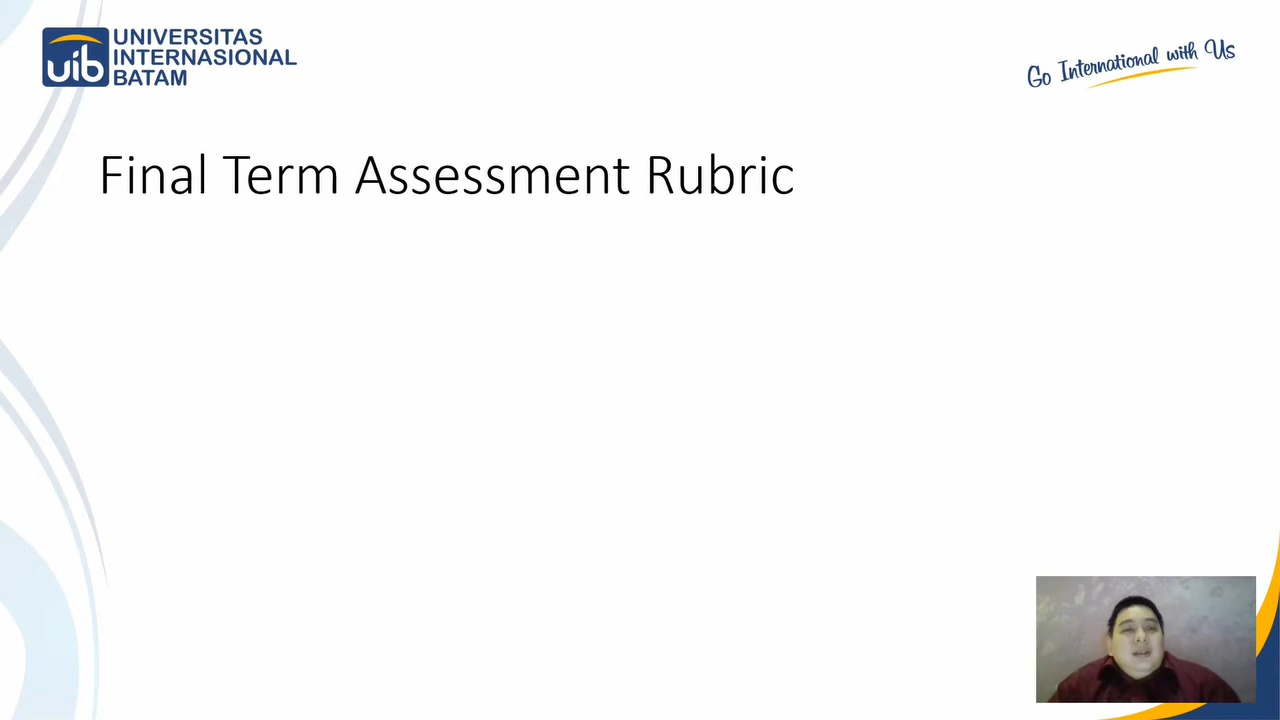 uib
UNIVERSITAS
INTERNASIONAL
BATAM
Go International with Us
Final Term Assessment Rubric